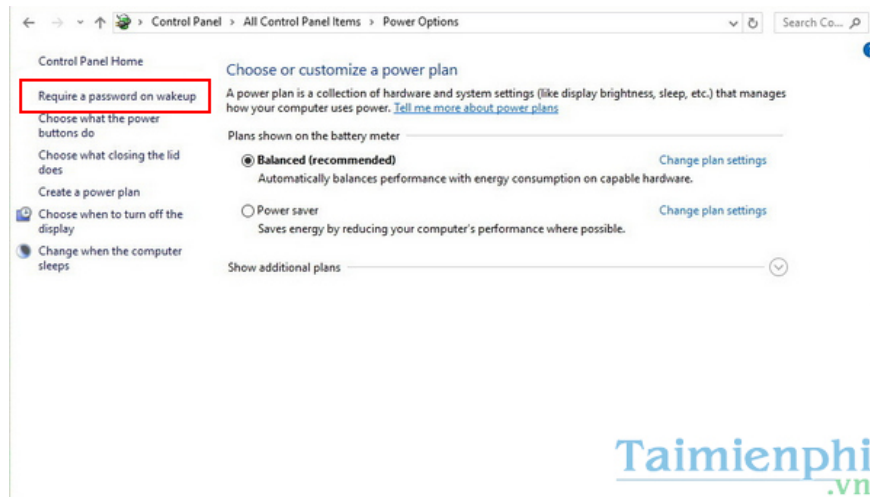 Control Panel > All Control Panel Items > Power Options
Search Co...
Control Panel Home
Require a password on wakeup
Choose what the power
buttons do
Choose what closing the lid
does
Create a power plan
Choose when to turn off the
display
Change when the computer
sleeps
Choose or customize a power plan
A power plan is a collection of hardware and system settings (like display brightness, sleep, etc.) that manages
how your computer uses power. Tell me more about power plans
Plans shown on the battery meter
Balanced (recommended)
Change plan settings
Automatically balances performance with energy consumption on capable hardware.
Power saver
Change plan settings
Saves energy by reducing your computer's performance where possible.
Show additional plans
Taimienphi
.vn